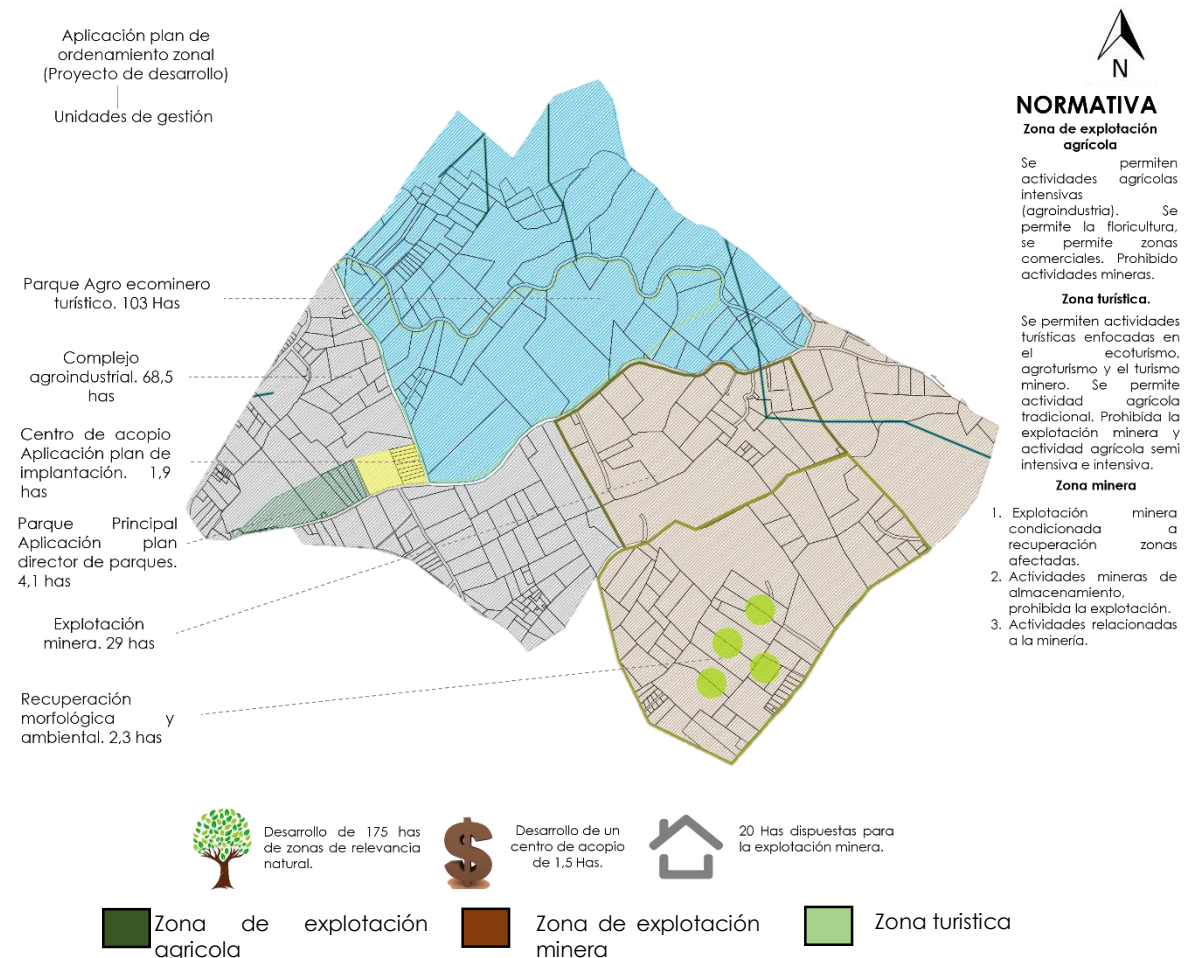 Aplicación plan de
ordenamiento zonal
(Proyecto de desarrollo)
Unidades de gestión
Parque Agro ecominero
turístico. 103 Has
Complejo
agroindustrial. 68,5
has
Centro de acopio
Aplicación plan de
implantación. 1,9
has
Parque Principal
Aplicación plan
director de parques.
4,1 has
Explotación
minera. 29 has
Recuperación
morfológica y
ambiental. 2,3 has
N
NORMATIVA
Zona de explotación
agrícola
Se permiten
actividades agrícolas
intensivas
(agroindustria). Se
permite la floricultura,
se permite zonas
comerciales. Prohibido
actividades mineras.
Zona turística.
Se permiten actividades
turísticas enfocadas en
el ecoturismo,
agroturismo y el turismo
minero. Se permite
actividad agrícola
tradicional. Prohibida la
explotación minera y
actividad agrícola semi
intensiva e intensiva.
Zona minera
1. Explotación minera
condicionada a
recuperación zonas
afectadas.
2. Actividades mineras de
almacenamiento,
prohibida la explotación.
3. Actividades relacionadas
a la minería.
Desarrollo de 175 has
de zonas de relevancia
natural.
$
Desarrollo de un
centro de acopio
de 1,5 Has.
20 Has dispuestas para
la explotación minera.
Zona de explotación
agricola
Zona de explotación
minera
Zona turistica